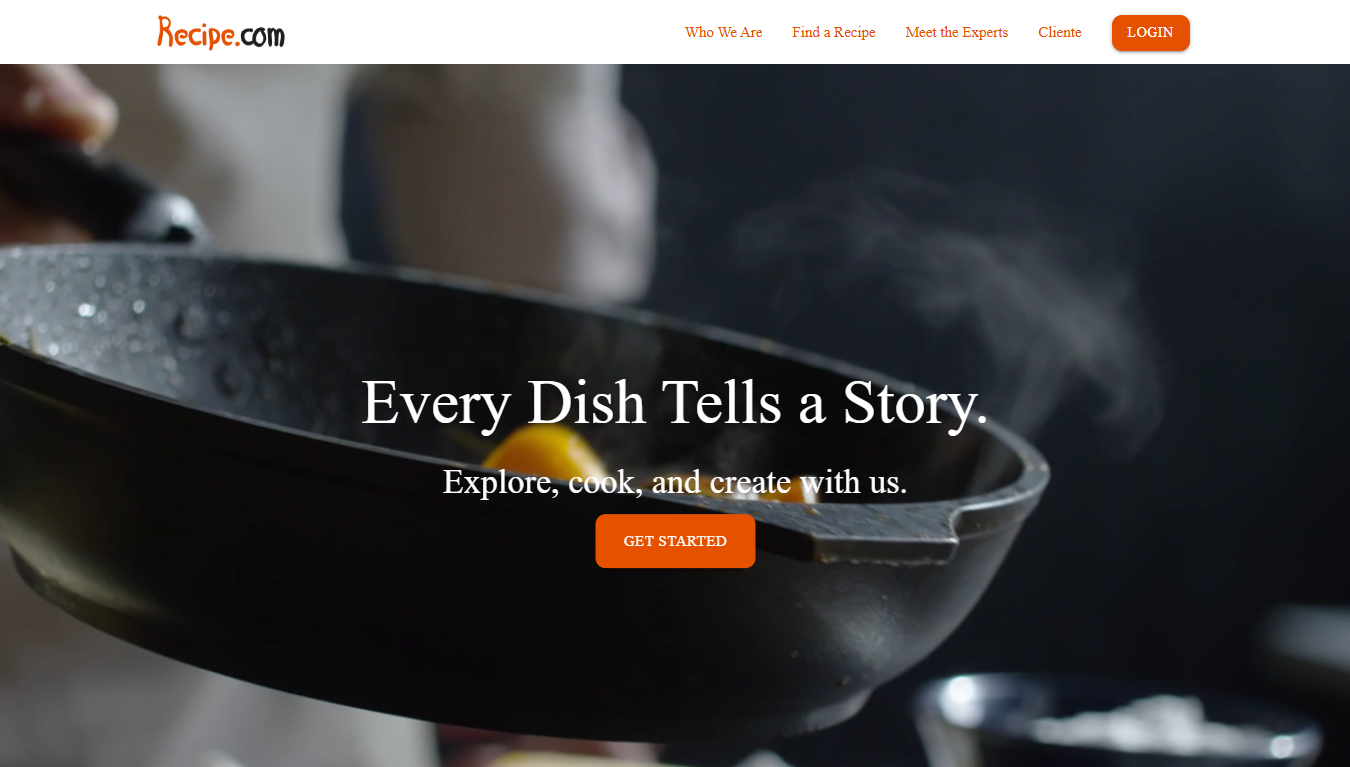 Recipe.com
Who We Are Find a Recipe Meet the Experts Cliente LOGIN
Every Dish Tells a Story.
Explore, cook, and create with us.
GET STARTED